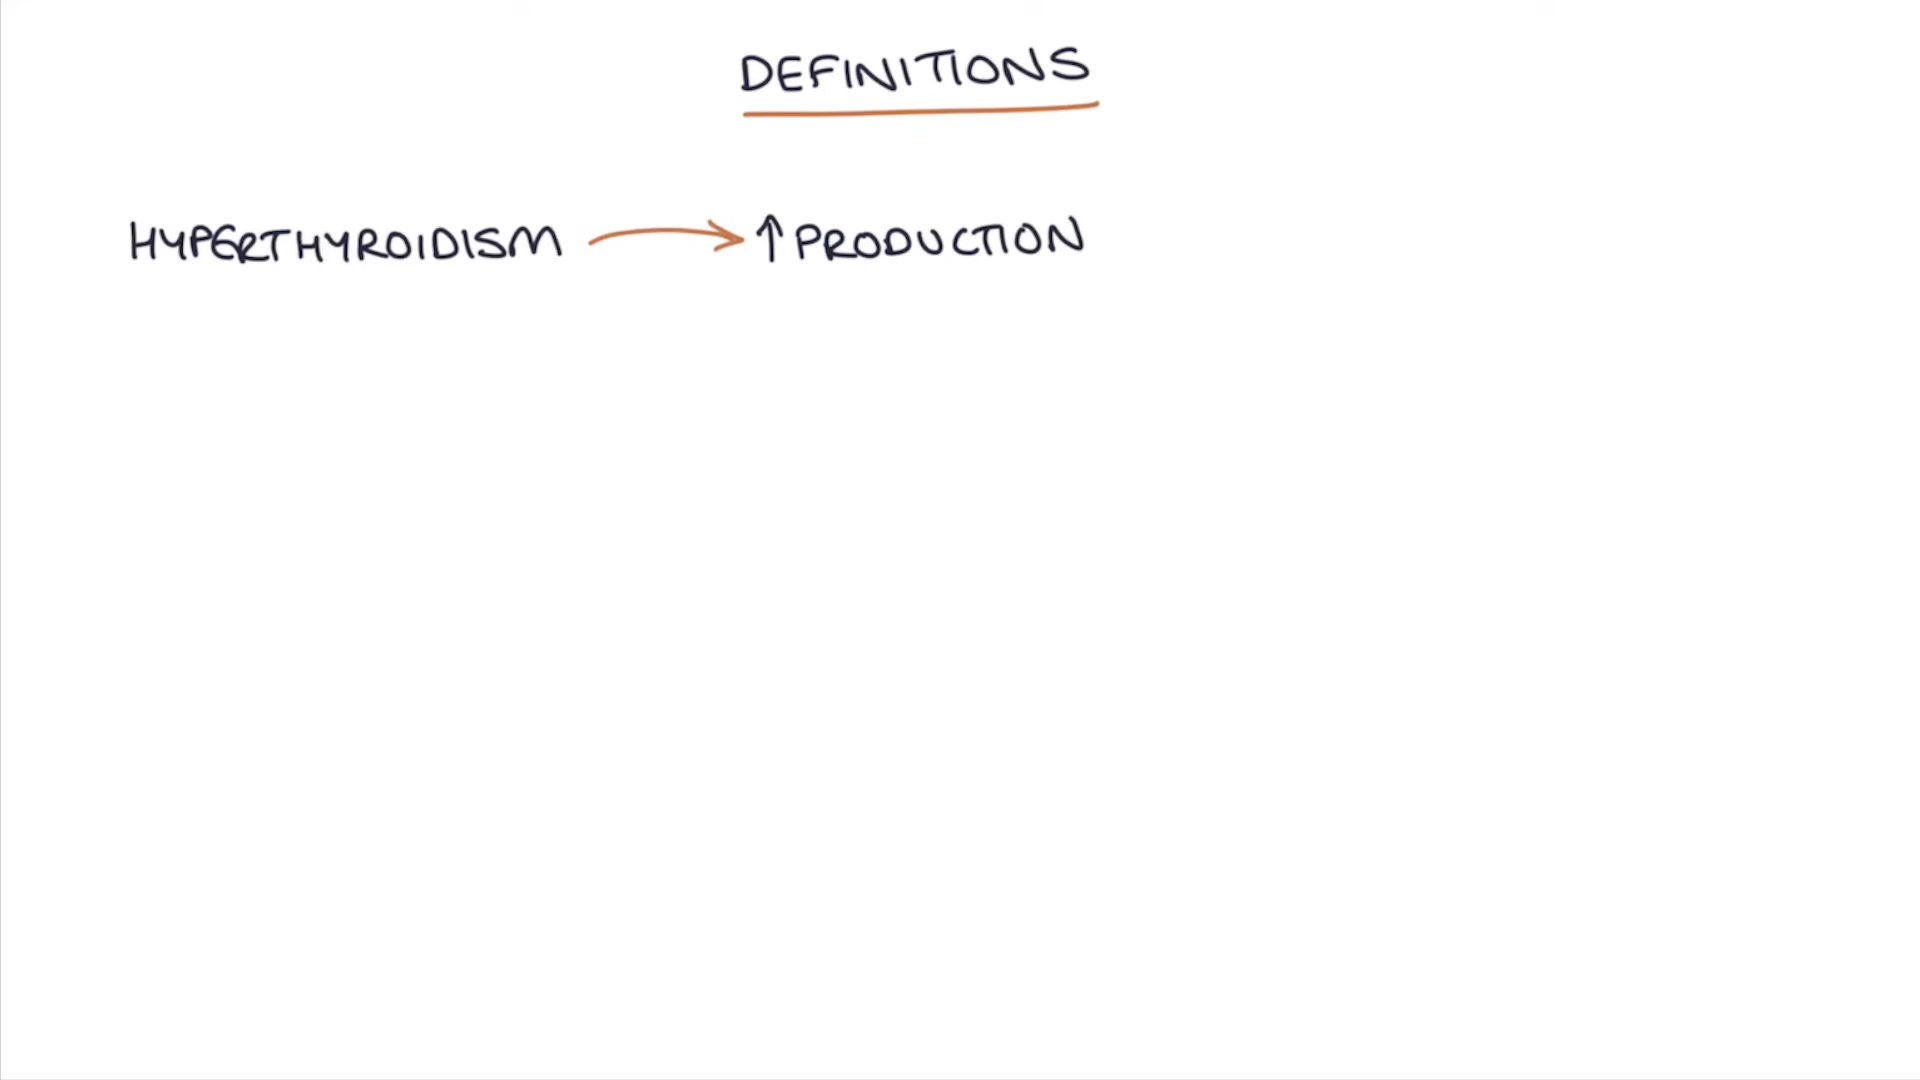 DEFINITIONS
HYPERTHYROIDISM → ↑ PRODUCTION